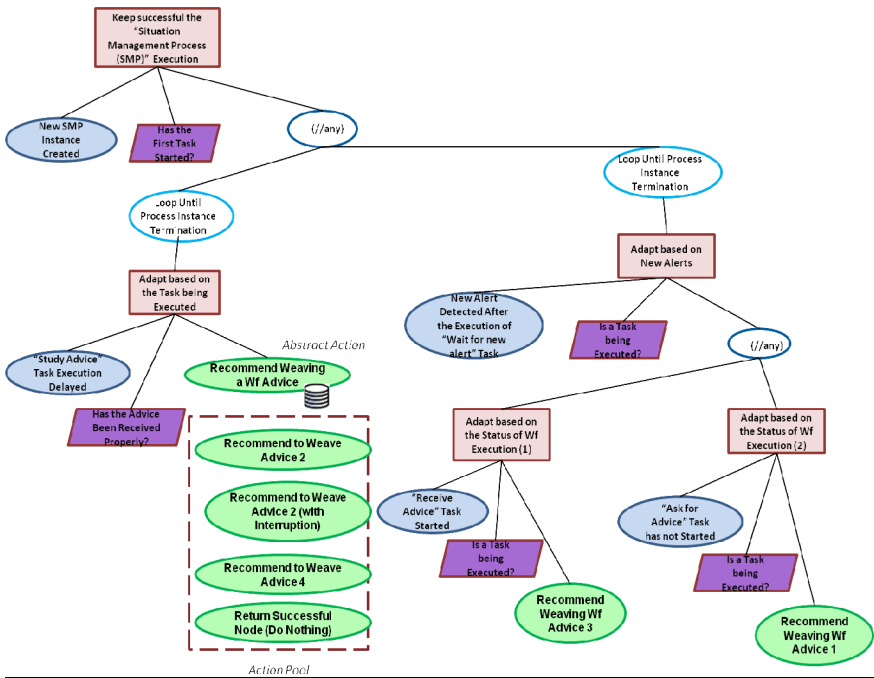 Keep successful the
“Situation
Management Process
(SMP)” Execution
New SMP
Instance
Created
Has the
First Task
Started?
{//any}
Loop Until Process
Instance
Termination
Loop Until
Process Instance
Termination
Adapt based on
New Alerts
Adapt based on
the Task being
Executed
New Alert
Detected After
the Execution of
“Wait for new
alert” Task
Is a Task
being
Executed?
{//any}
Abstract Action
“Study Advice”
Task Execution
Delayed
Recommend Weaving
a Wf Advice
Has the Advice
Been Received
Properly?
Adapt based on
the Status of Wf
Execution (1)
Adapt based on
the Status of Wf
Execution (2)
Recommend to Weave
Advice 2
Recommend to Weave
Advice 2 (with
Interruption)
Recommend to Weave
Advice 4
Return Successful
Node (Do Nothing)
Action Pool
“Receive
Advice” Task
Started
Is a Task
being
Executed?
Recommend
Weaving Wf
Advice 3
“Ask for
Advice” Task
has not Started
Is a Task
being
Executed?
Recommend
Weaving Wf
Advice 1